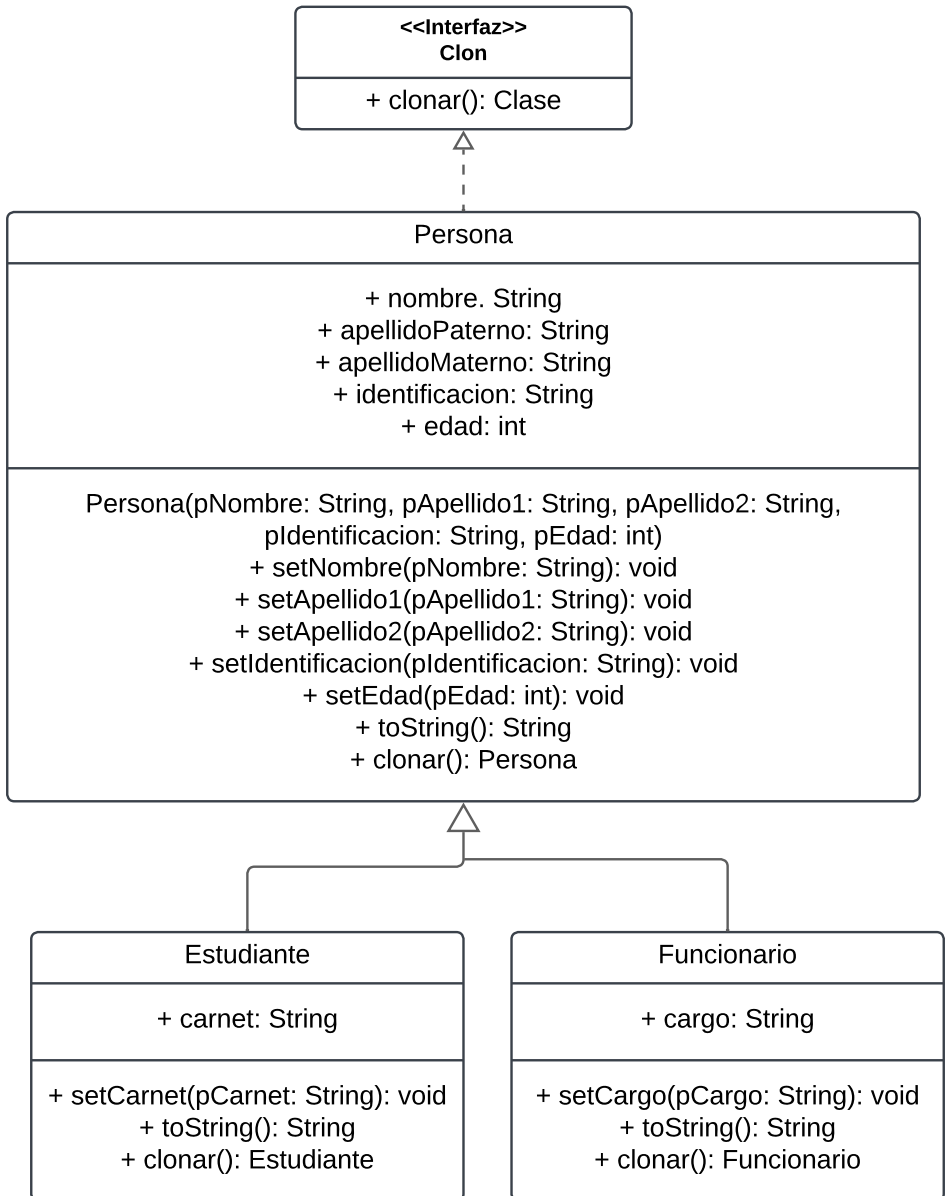 <<Interfaz>>
Clon
+ clonar(): Clase
Persona
+ nombre. String
+ apellidoPaterno: String
+ apellidoMaterno: String
+ identificacion: String
+ edad: int
Persona(pNombre: String, pApellido1: String, pApellido2: String,
pIdentificacion: String, pEdad: int)
+ setNombre(pNombre: String): void
+ setApellido1(pApellido1: String): void
+ setApellido2(pApellido2: String): void
+ setIdentificacion(pIdentificacion: String): void
+ setEdad(pEdad: int): void
+ toString(): String
+ clonar(): Persona
Estudiante
+ carnet: String
+ setCarnet(pCarnet: String): void
+ toString(): String
+ clonar(): Estudiante
Funcionario
+ cargo: String
+ setCargo(pCargo: String): void
+ toString(): String
+ clonar(): Funcionario